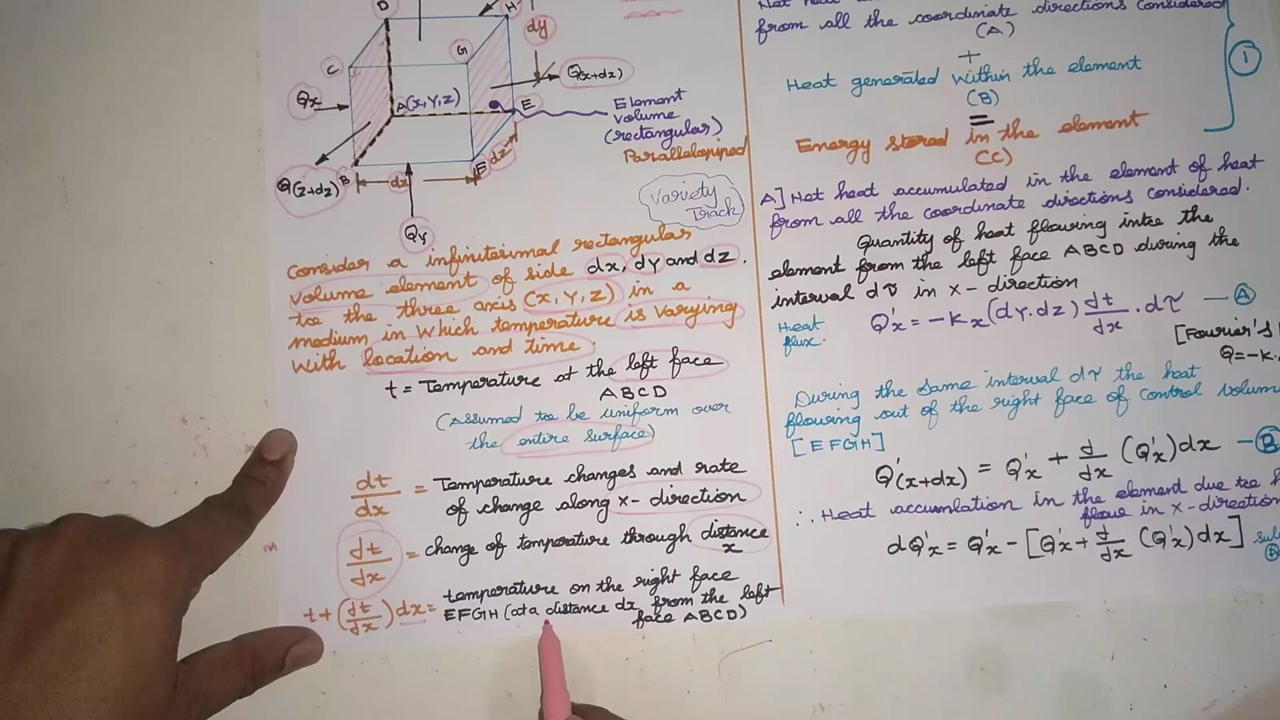 D
H
dy
C
G
Qx
Q(x+dx)
A(x,y,z)
E
Element
volume
(rectangular)
Parallelopiped
Q(z+dz)
B
dx
F
dz
Qy
Variety
Track
Consider a infinitesimal rectangular
volume element of side dx, dy and dz.
to the three axis (x,y,z) in a
medium in which temperature is varying
with location and time.
t = Temperature at the left face
ABCD
(Assumed to be uniform over
the entire surface)
dt/dx = Temperature changes and rate
of change along x-direction
dt/dx = change of temperature through distance
x
t+(dt/dx)dx = temperature on the right face
EFGH (at a distance dx from the left
face ABCD)
from all the coordinate directions considered
(A)
+
Heat generated within the element
(B)
=
Energy stored in the element
(C)
1
A] Net heat accumulated in the element of heat
from all the coordinate directions considered.
Quantity of heat flowing intoo the
element from the left face ABCD during the
interval dτ in x-direction
Heat
flux.
Q'x = -Kx (dy.dz) dt/dx . dτ — A
[Fourier's
Q=-K.
During the same interval dτ the heat
flowing out of the right face of control volum
[EFGH]
Q'(x+dx) = Q'x + d/dx (Q'x)dx — B
∴ Heat accumlation in the element due too h
flow in x-direction
dQ'x = Q'x - [Q'x + d/dx (Q'x)dx]